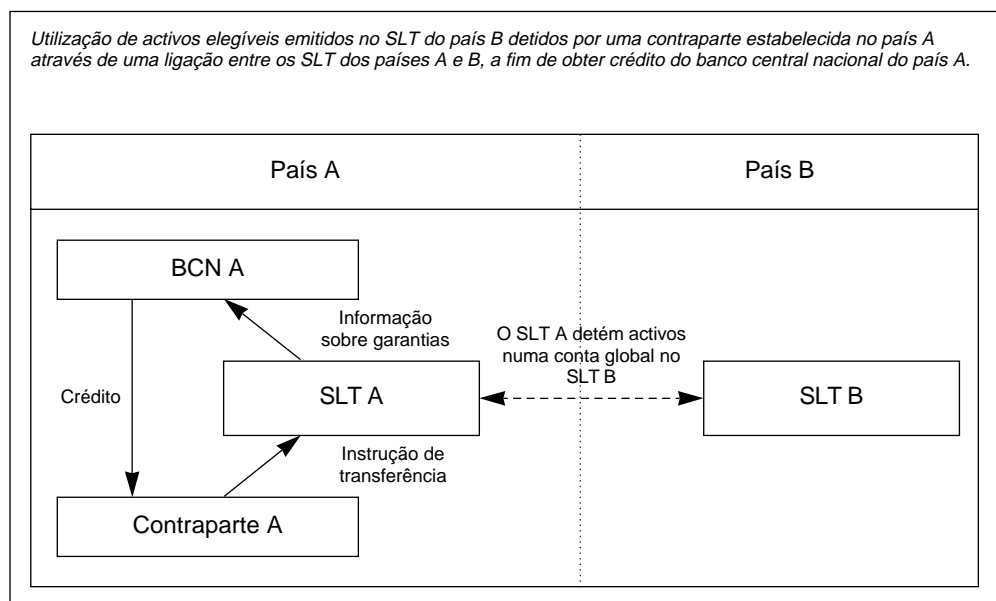 Utilização de activos elegíveis emitidos no SLT do país B detidos por uma contraparte estabelecida no país A
através de uma ligação entre os SLT dos países A e B, a fim de obter crédito do banco central nacional do país A.
País A
País B
BCN A
Informação
sobre garantias
O SLT A detém activos
numa conta global no
SLT B
Crédito
SLT A
SLT B
Instrução de
transferência
Contraparte A